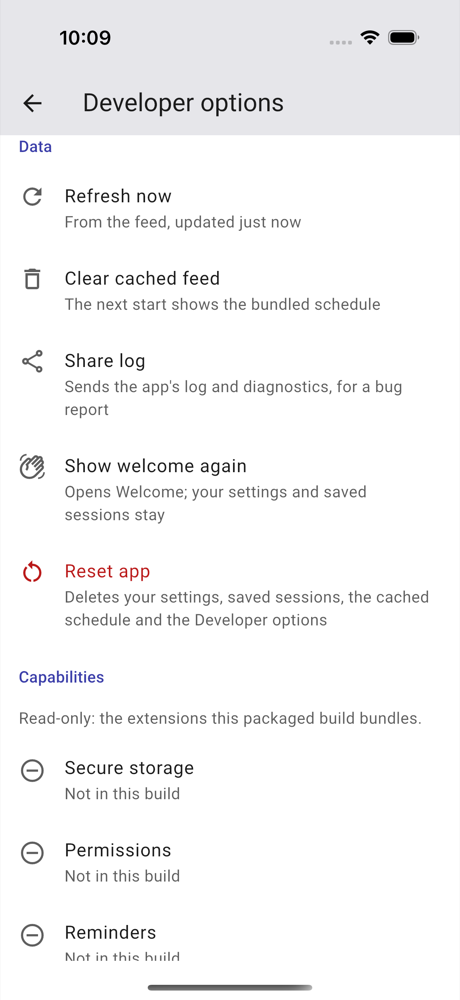 10:09
Developer options
Data
Refresh now
From the feed, updated just now
Clear cached feed
The next start shows the bundled schedule
Share log
Sends the app's log and diagnostics, for a bug
report
Show welcome again
Opens Welcome; your settings and saved
sessions stay
Reset app
Deletes your settings, saved sessions, the cached
schedule and the Developer options
Capabilities
Read-only: the extensions this packaged build bundles.
Secure storage
Not in this build
Permissions
Not in this build
Reminders
Not in this build